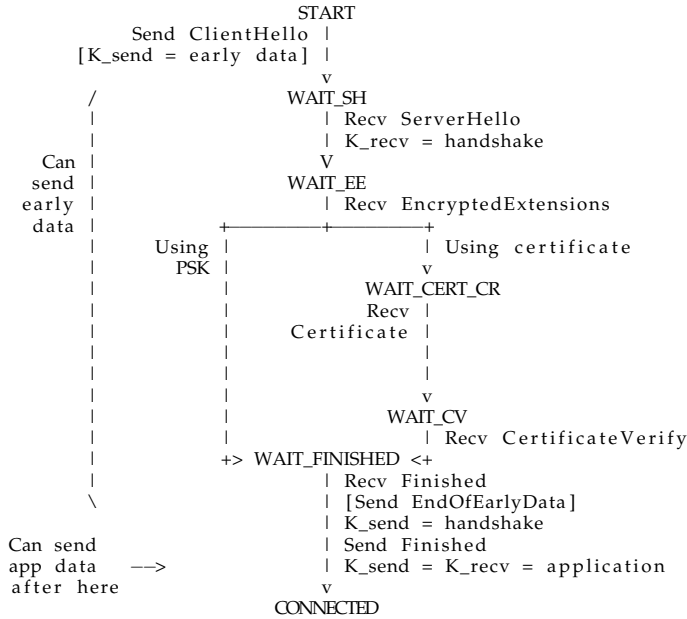 START
Send ClientHello |
[K_send = early data] |
v
/ WAIT_SH
| | Recv ServerHello
| | K_recv = handshake
Can | V
send | WAIT_EE
early | | Recv EncryptedExtensions
data | +--------+--------+
| Using | | Using certificate
| PSK | v
| | WAIT_CERT_CR
| | Recv |
| | Certificate |
| | |
| | |
| | v
| | WAIT_CV
| | | Recv CertificateVerify
| +> WAIT_FINISHED <+
| | Recv Finished
\ | [Send EndOfEarlyData]
| K_send = handshake
Can send | Send Finished
app data --> | K_send = K_recv = application
after here v
CONNECTED